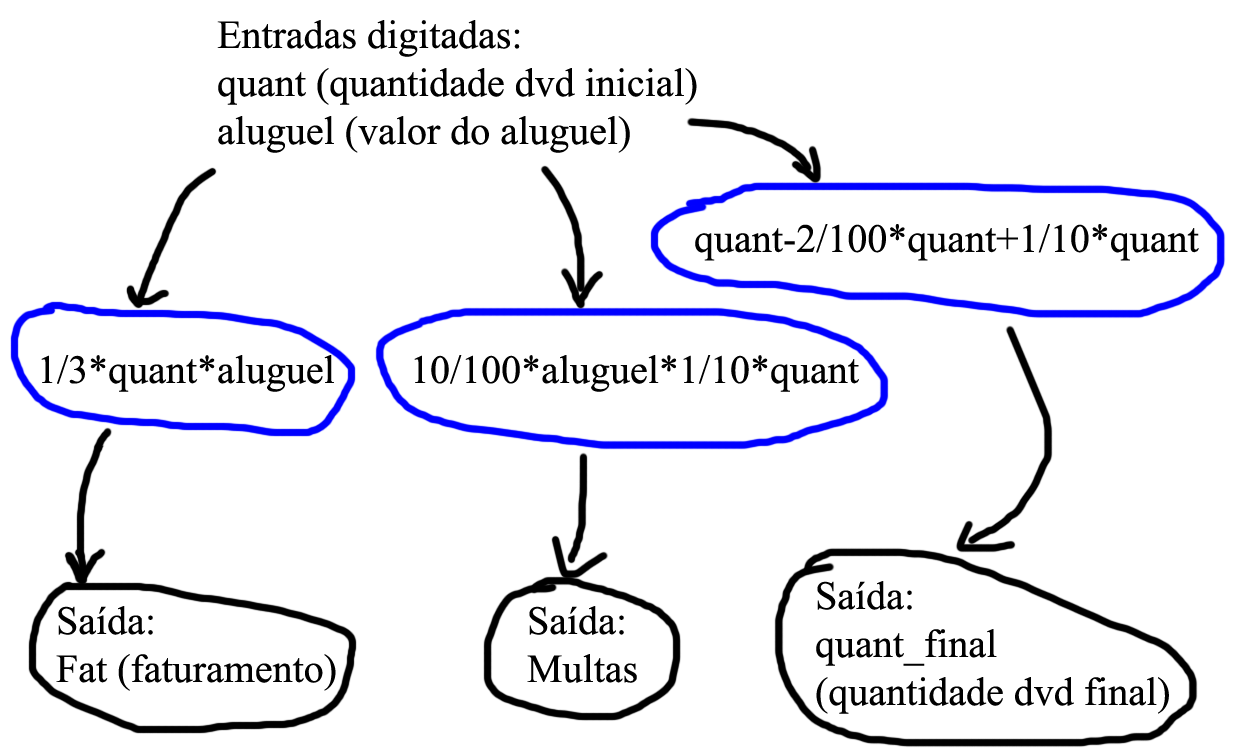 Entradas digitadas:
quant (quantidade dvd inicial)
aluguel (valor do aluguel)
quant-2/100*quant+1/10*quant
1/3*quant*aluguel
10/100*aluguel*1/10*quant
Saída:
Fat (faturamento)
Saída:
Multas
Saída:
quant_final
(quantidade dvd final)